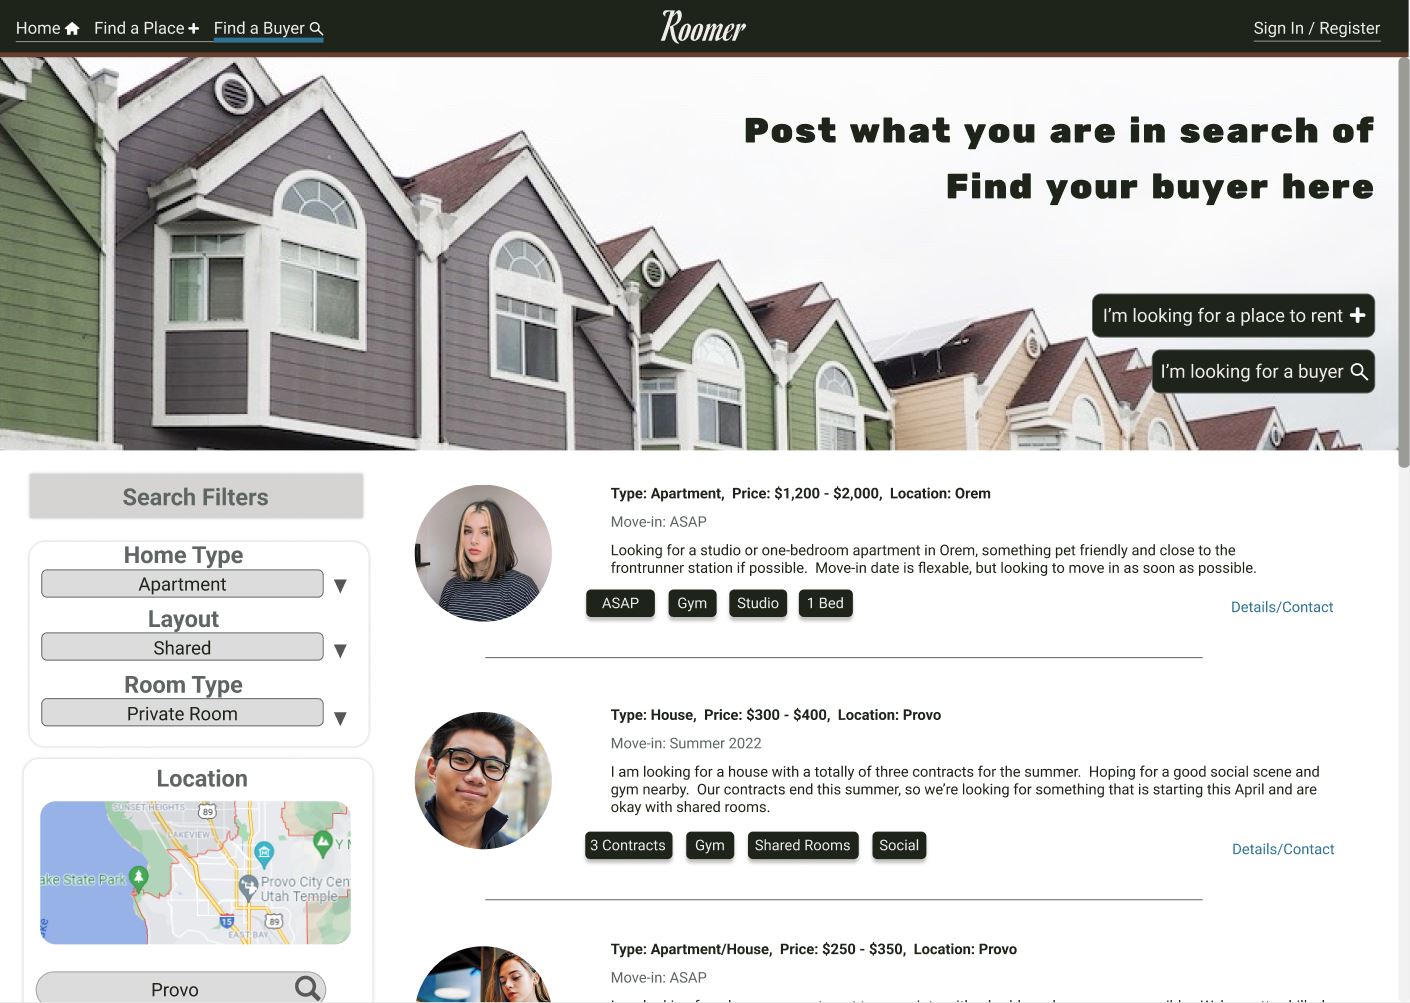 Home Find a Place Find a Buyer Roomer Sign In / Register
Post what you are in search of
Find your buyer here
I'm looking for a place to rent
I'm looking for a buyer
Search Filters
Home Type
Apartment
Layout
Shared
Room Type
Private Room
Location
SUNSET HEIGHTS
89
LAKEVIEW
Y
ake State Park
Provo City Cen
Utah Temple
15
89
EAST BAY
ke
Provo
Type: Apartment, Price: $1,200 - $2,000, Location: Orem
Move-in: ASAP
Looking for a studio or one-bedroom apartment in Orem, something pet friendly and close to the
frontrunner station if possible. Move-in date is flexable, but looking to move in as soon as possible.
ASAP Gym Studio 1 Bed
Details/Contact
Type: House, Price: $300 - $400, Location: Provo
Move-in: Summer 2022
I am looking for a house with a totally of three contracts for the summer. Hoping for a good social scene and
gym nearby. Our contracts end this summer, so we're looking for something that is starting this April and are
okay with shared rooms.
3 Contracts Gym Shared Rooms Social
Details/Contact
Type: Apartment/House, Price: $250 - $350, Location: Provo
Move-in: ASAP